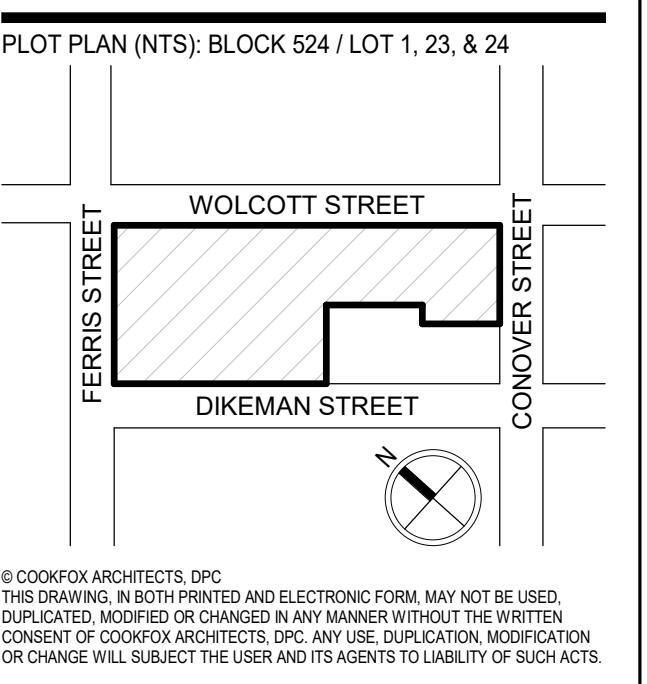 PLOT PLAN (NTS): BLOCK 524 / LOT 1, 23, & 24
WOLCOTT STREET
FERRIS STREET
CONOVER STREET
DIKEMAN STREET
N
© COOKFOX ARCHITECTS, DPC
THIS DRAWING, IN BOTH PRINTED AND ELECTRONIC FORM, MAY NOT BE USED,
DUPLICATED, MODIFIED OR CHANGED IN ANY MANNER WITHOUT THE WRITTEN
CONSENT OF COOKFOX ARCHITECTS, DPC. ANY USE, DUPLICATION, MODIFICATION
OR CHANGE WILL SUBJECT THE USER AND ITS AGENTS TO LIABILITY OF SUCH ACTS.